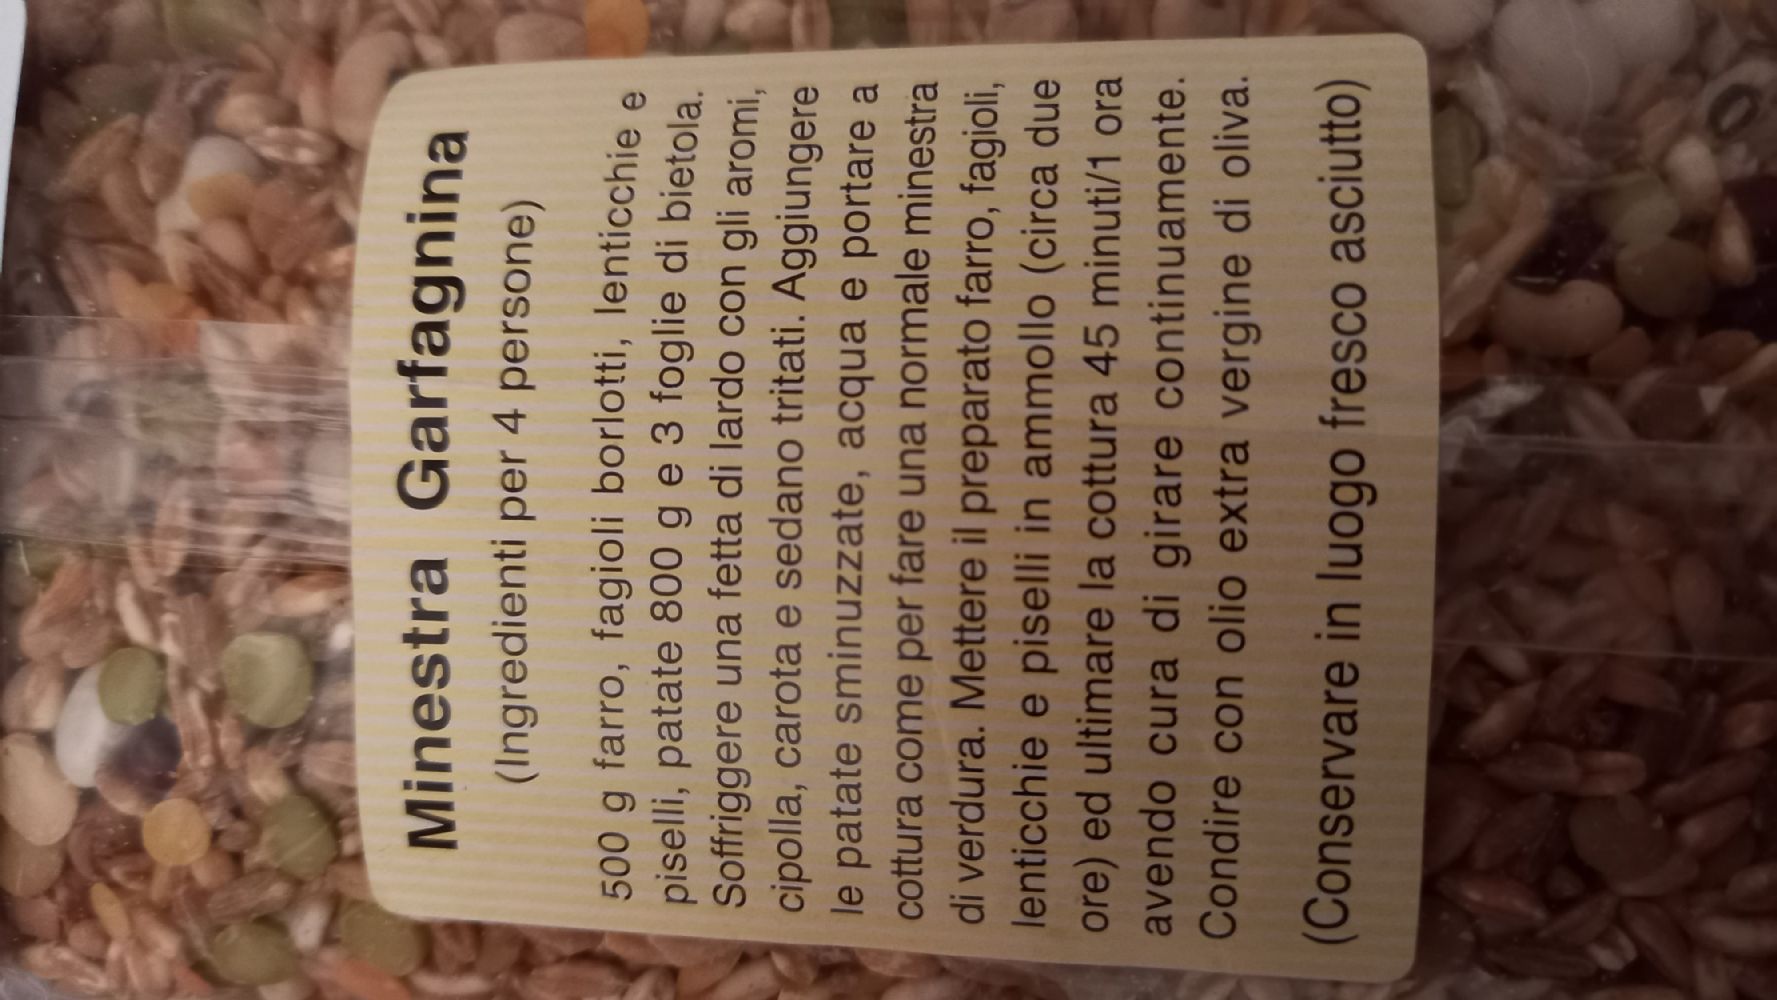 Minestra Garfagnina
(Ingredienti per 4 persone)
500 g farro, fagioli borlotti, lenticchie e
piselli, patate 800 g e 3 foglie di bietola.
Soffriggere una fetta di lardo con gli aromi,
cipolla, carota e sedano tritati. Aggiungere
le patate sminuzzate, acqua e portare a
cottura come per fare una normale minestra
di verdura. Mettere il preparato farro, fagioli,
lenticchie e piselli in ammollo (circa due
ore) ed ultimare la cottura 45 minuti/1 ora
avendo cura di girare continuamente.
Condire con olio extra vergine di oliva.
(Conservare in luogo fresco asciutto)